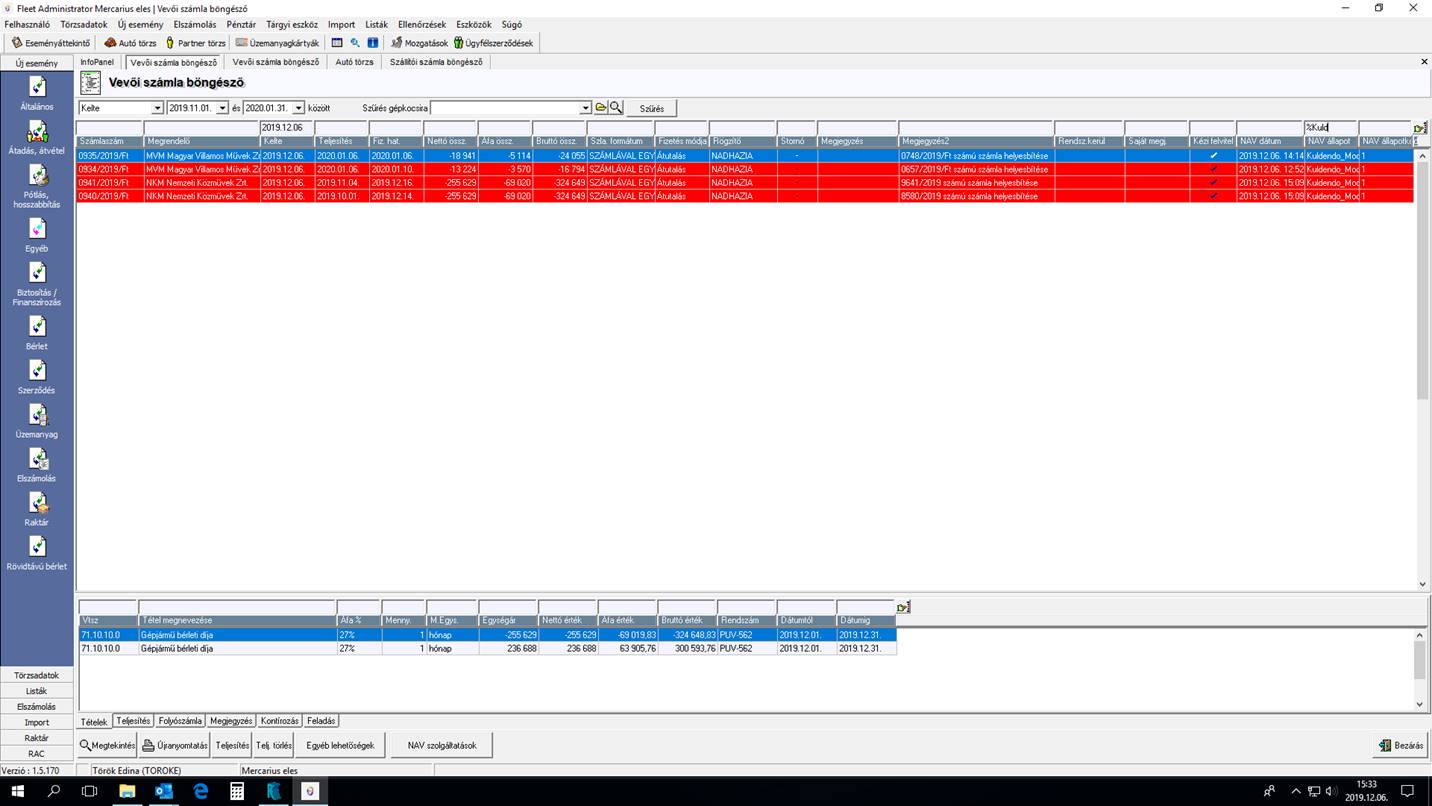 Fleet Administrator Mercarius eles | Vevői számla böngésző
Felhasználó Törzsadatok Új esemény Elszámolás Pénztár Tárgyi eszköz Import Listák Ellenőrzések Eszközök Súgó
Eseményáttekintő Autó törzs Partner törzs Üzemanyagkártyák Mozgatások Ügyfélszerződések
Új esemény InfoPanel Vevői számla böngésző Vevői számla böngésző Autó törzs Szállítói számla böngésző
Vevői számla böngésző
Kelte 2019.11.01. és 2020.01.31. között Szűrés gépkocsira Szűrés
2019.12.06 %Kuld
Számlaszám Megrendelő Kelte Teljesítés Fiz. hat. Nettó össz. Áfa össz. Bruttó össz. Szla. formátum Fizetés módja Rögzítő Stornó Megjegyzés Megjegyzés2 Rendsz.kerül Saját megj. Kézi felvitel NAV dátum NAV állapot NAV állapotkó
0935/2019/Ft MVM Magyar Villamos Művek Zr 2019.12.06. 2020.01.06. 2020.01.06. -18 941 -5 114 -24 055 SZÁMLÁVAL EGY Átutalás NADHAZIA - 0748/2019/Ft számú számla helyesbítése ✔ 2019.12.06. 14:14 Kuldendo_Moc 1
0934/2019/Ft MVM Magyar Villamos Művek Zr 2019.12.06. 2020.01.06. 2020.01.10. -13 224 -3 570 -16 794 SZÁMLÁVAL EGY Átutalás NADHAZIA - 0657/2019/Ft számú számla helyesbítése ✔ 2019.12.06. 12:52 Kuldendo_Moc 1
0941/2019/Ft NKM Nemzeti Közművek Zrt. 2019.12.06. 2019.11.04. 2019.12.16. -255 629 -69 020 -324 649 SZÁMLÁVAL EGY Átutalás NADHAZIA - 9641/2019 számú számla helyesbítése ✔ 2019.12.06. 15:09 Kuldendo_Moc 1
0940/2019/Ft NKM Nemzeti Közművek Zrt. 2019.12.06. 2019.10.01. 2019.12.14. -255 629 -69 020 -324 649 SZÁMLÁVAL EGY Átutalás NADHAZIA - 8580/2019 számú számla helyesbítése ✔ 2019.12.06. 15:09 Kuldendo_Moc 1
Általános
Átadás, átvétel
Pótlás,
hosszabbítás
Egyéb
Biztosítás /
Finanszírozás
Bérlet
Szerződés
Üzemanyag
Elszámolás
Raktár
Rövidtávú bérlet
Vtsz Tétel megnevezése Áfa % Menny. M.Egys. Egységár Nettó érték Áfa érték Bruttó érték Rendszám Dátumtól Dátumig
71.10.10.0 Gépjármű bérleti díja 27% 1 hónap -255 629 -255 629 -69 019,83 -324 648,83 PUV-562 2019.12.01. 2019.12.31.
71.10.10.0 Gépjármű bérleti díja 27% 1 hónap 236 688 236 688 63 905,76 300 593,76 PUV-562 2019.12.01. 2019.12.31.
Törzsadatok
Listák
Elszámolás
Import
Raktár
RAC
Tételek Teljesítés Folyószámla Megjegyzés Kontírozás Feladás
Megtekintés Újranyomtatás Teljesítés Telj. törlés Egyéb lehetőségek NAV szolgáltatások Bezárás
Verzió : 1.5.170 Török Edina (TOROKE) Mercarius eles
15:33
2019.12.06.